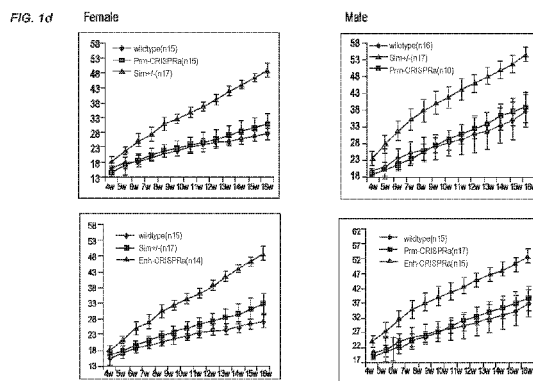 FIG. 1d
Female
Male
58
53
48
43
38
33
28
23
18
13
wildtype(n15)
Prm-CRISPRa(n15)
Sim+/-(n17)
4w 5w 6w 7w 8w 9w 10w 11w 12w 13w 14w 15w 16w
58
53
48
43
38
33
28
23
18
wildtype(n16)
Sim+/-(n17)
Prm-CRISPRa(n10)
4w 5w 6w 7w 8w 9w 10w 11w 12w 13w 14w 15w 16w
58
53
48
43
38
33
28
23
18
13
wildtype(n15)
Sim+/-(n17)
Enh-CRISPRa(n14)
4w 5w 6w 7w 8w 9w 10w 11w 12w 13w 14w 15w 16w
62
57
52
47
42
37
32
27
22
17
wildtype(n15)
Prm-CRISPRa(n17)
Enh-CRISPRa(n15)
4w 5w 6w 7w 8w 9w 10w 11w 12w 13w 14w 15w 16w